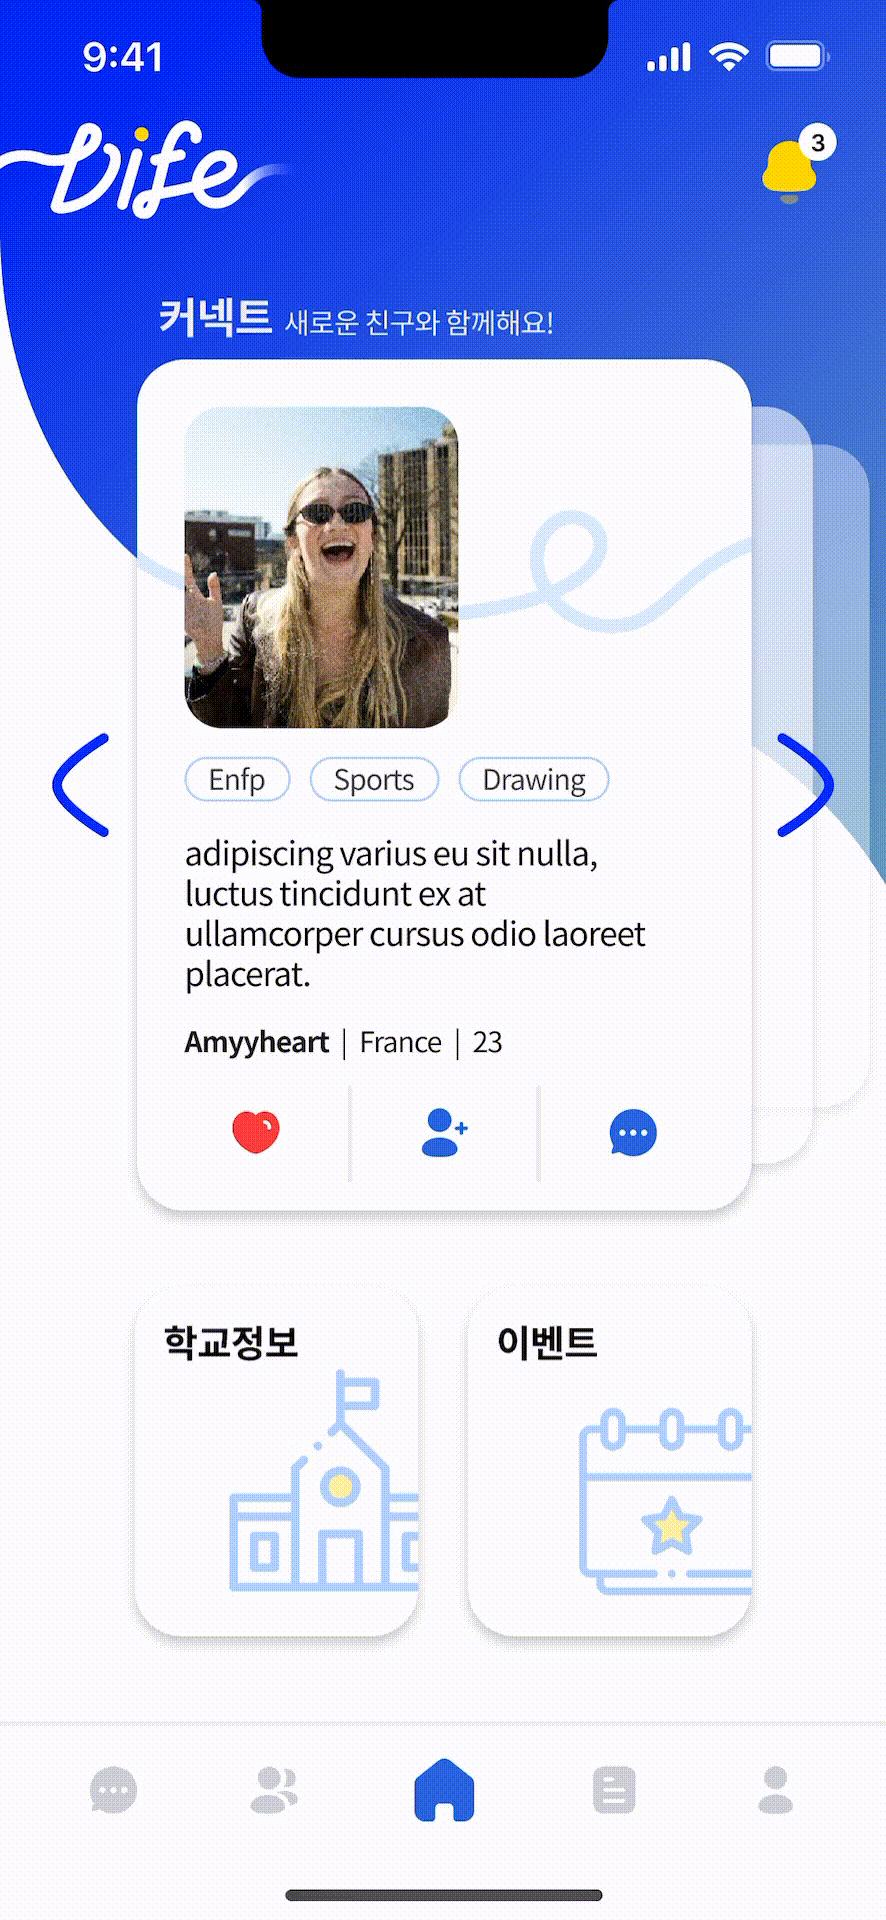 9:41
Life
3
커넥트 새로운 친구와 함께해요!
Enfp Sports Drawing
adipiscing varius eu sit nulla,
luctus tincidunt ex at
ullamcorper cursus odio laoreet
placerat.
Amyyheart | France | 23
학교정보 이벤트